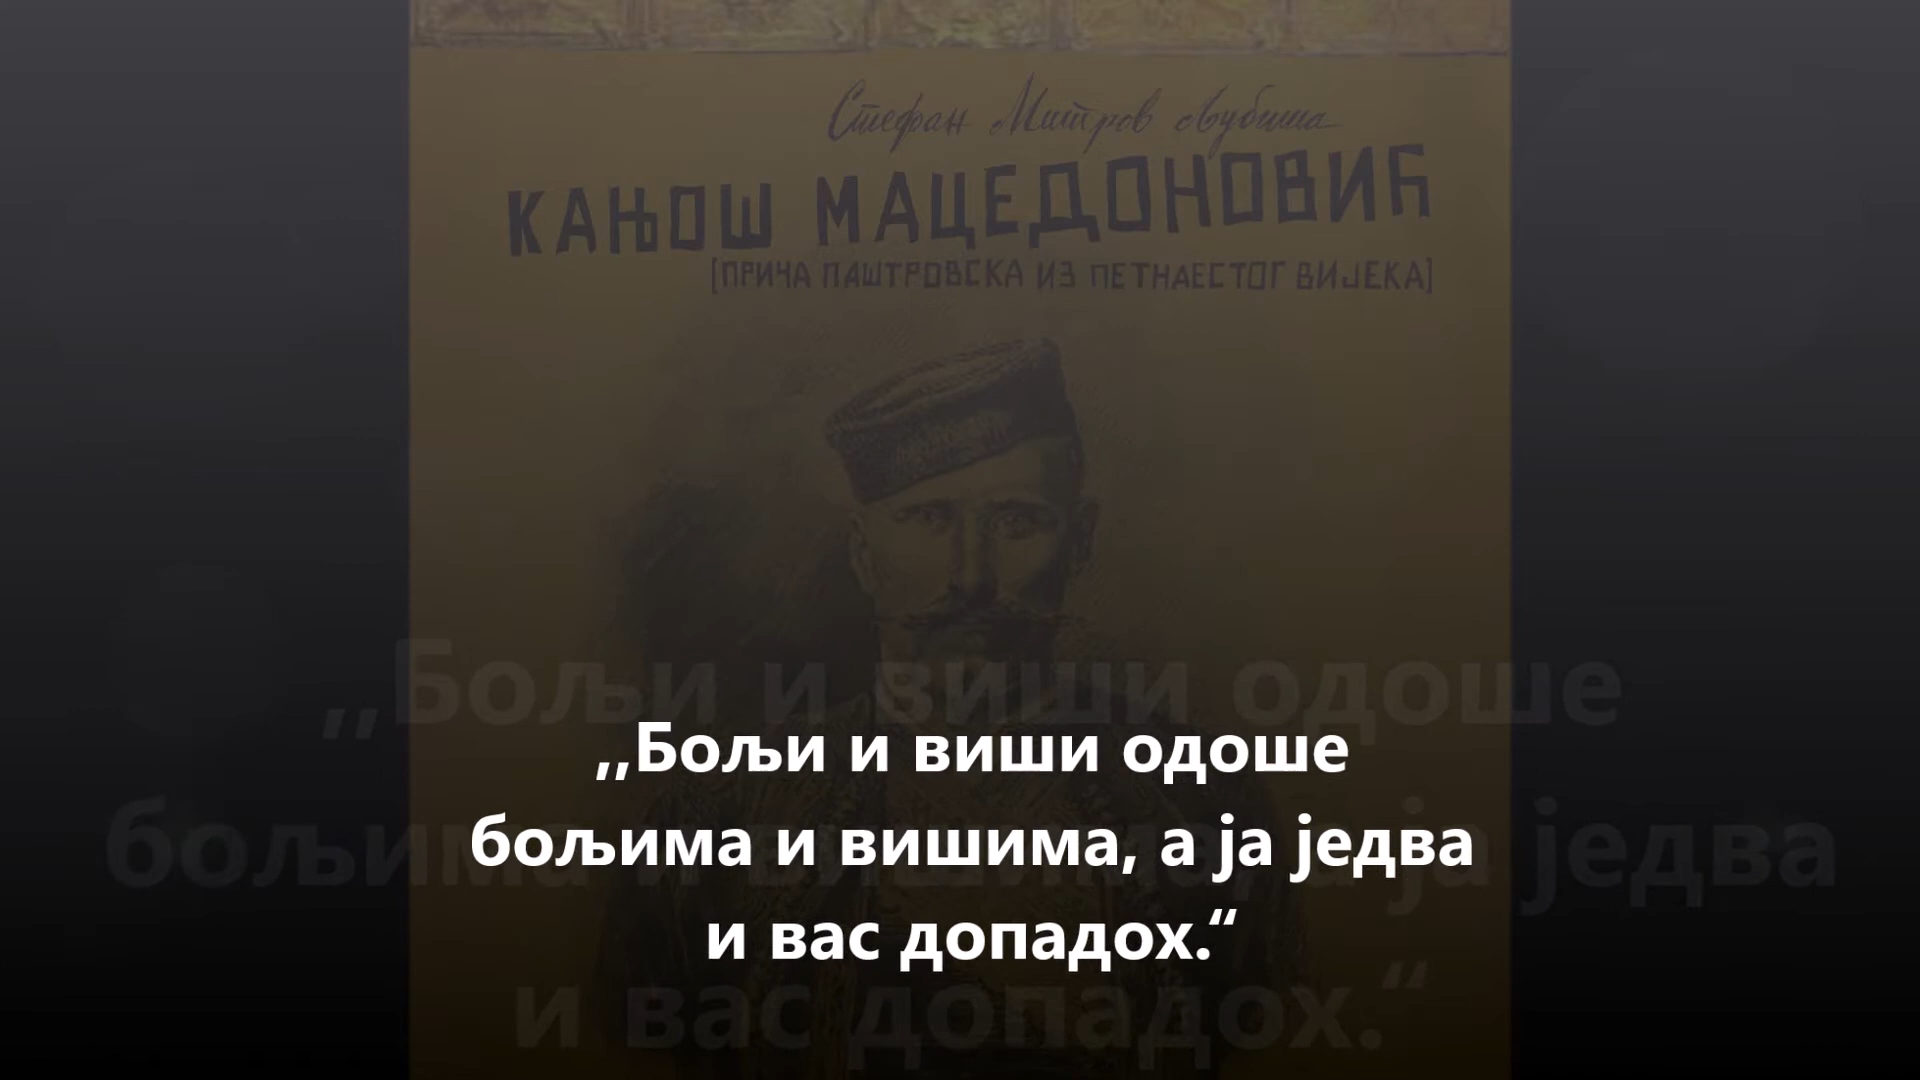 Стефан Митров Љубиша
КАЊОШ МАЦЕДОНОВИЋ
[ПРИЧА ПАШТРОВСКА ИЗ ПЕТНАЕСТОГ ВИЈЕКА]
,,Бољи и виши одоше
бољима и вишима, а ја једва
и вас допадох.“